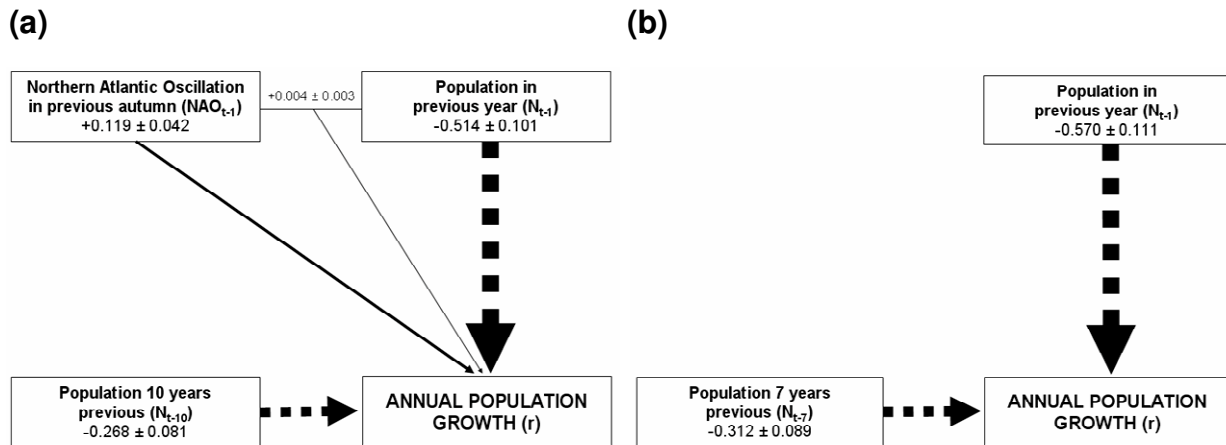 (a)
Northern Atlantic Oscillation
in previous autumn (NAOt-1)
+0.119 ± 0.042
+0.004 ± 0.003
Population in
previous year (Nt-1)
-0.514 ± 0.101
Population 10 years
previous (Nt-10)
-0.268 ± 0.081
ANNUAL POPULATION
GROWTH (r)
(b)
Population in
previous year (Nt-1)
-0.570 ± 0.111
Population 7 years
previous (Nt-7)
-0.312 ± 0.089
ANNUAL POPULATION
GROWTH (r)